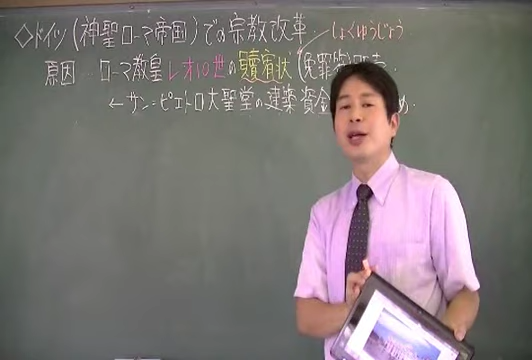 ◇ドイツ(神聖ローマ帝国)での宗教改革 しょくゆうじょう
原因…ローマ教皇レオ10世の贖宥状(免罪符)
←サン=ピエトロ大聖堂の建築資金 め.